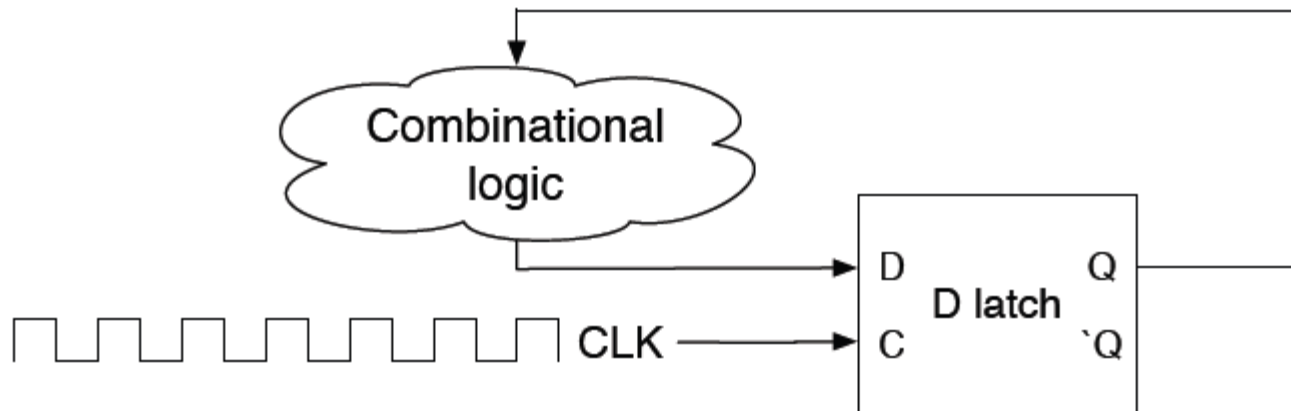 Combinational
logic
D Q
D latch
CLK
C `Q